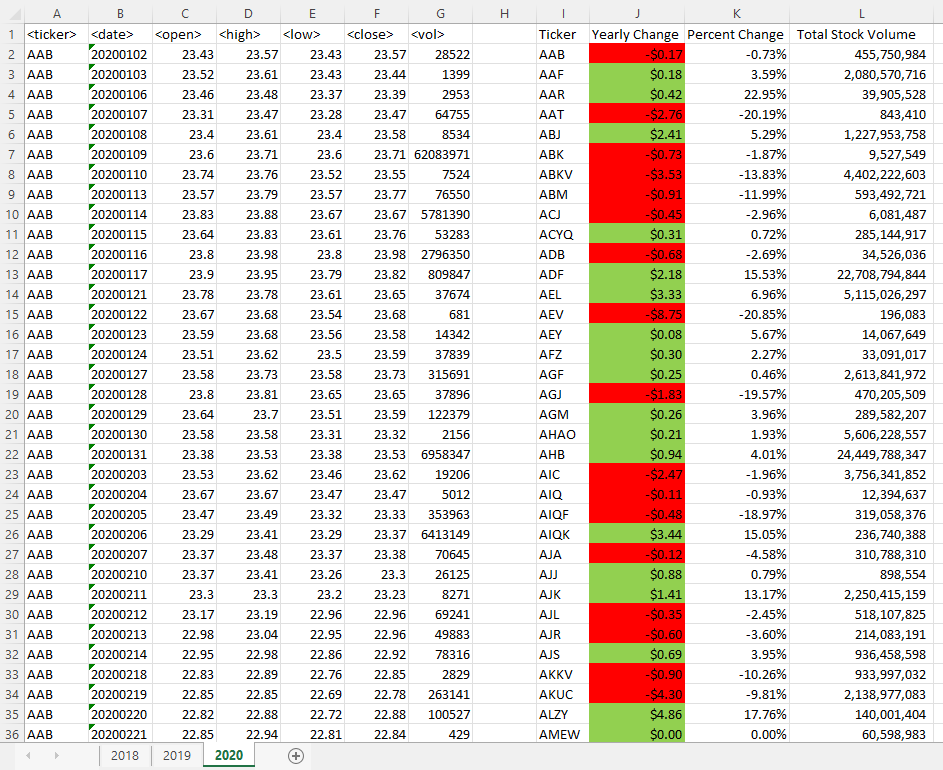 A B C D E F G H I J K L
1 <ticker> <date> <open> <high> <low> <close> <vol> Ticker Yearly Change Percent Change Total Stock Volume
2 AAB 20200102 23.43 23.57 23.43 23.57 28522 AAB -$0.17 -0.73% 455,750,984
3 AAB 20200103 23.52 23.61 23.43 23.44 1399 AAF $0.18 3.59% 2,080,570,716
4 AAB 20200106 23.46 23.48 23.37 23.39 2953 AAR $0.42 22.95% 39,905,528
5 AAB 20200107 23.31 23.47 23.28 23.47 64755 AAT -$2.76 -20.19% 843,410
6 AAB 20200108 23.4 23.61 23.4 23.58 8534 ABJ $2.41 5.29% 1,227,953,758
7 AAB 20200109 23.6 23.71 23.6 23.71 62083971 ABK -$0.73 -1.87% 9,527,549
8 AAB 20200110 23.74 23.76 23.52 23.55 7524 ABKV -$3.53 -13.83% 4,402,222,603
9 AAB 20200113 23.57 23.79 23.57 23.77 76550 ABM -$0.91 -11.99% 593,492,721
10 AAB 20200114 23.83 23.88 23.67 23.67 5781390 ACJ -$0.45 -2.96% 6,081,487
11 AAB 20200115 23.64 23.83 23.61 23.76 53283 ACYQ $0.31 0.72% 285,144,917
12 AAB 20200116 23.8 23.98 23.8 23.98 2796350 ADB -$0.68 -2.69% 34,526,036
13 AAB 20200117 23.9 23.95 23.79 23.82 809847 ADF $2.18 15.53% 22,708,794,844
14 AAB 20200121 23.78 23.78 23.61 23.65 37674 AEL $3.33 6.96% 5,115,026,297
15 AAB 20200122 23.67 23.68 23.54 23.68 681 AEV -$8.75 -20.85% 196,083
16 AAB 20200123 23.59 23.68 23.56 23.58 14342 AEY $0.08 5.67% 14,067,649
17 AAB 20200124 23.51 23.62 23.5 23.59 37839 AFZ $0.30 2.27% 33,091,017
18 AAB 20200127 23.58 23.73 23.58 23.73 315691 AGF $0.25 0.46% 2,613,841,972
19 AAB 20200128 23.8 23.81 23.65 23.65 37896 AGJ -$1.83 -19.57% 470,205,509
20 AAB 20200129 23.64 23.7 23.51 23.59 122379 AGM $0.26 3.96% 289,582,207
21 AAB 20200130 23.58 23.58 23.31 23.32 2156 AHAO $0.21 1.93% 5,606,228,557
22 AAB 20200131 23.38 23.53 23.38 23.53 6958347 AHB $0.94 4.01% 24,449,788,347
23 AAB 20200203 23.53 23.62 23.46 23.62 19206 AIC -$2.47 -1.96% 3,756,341,852
24 AAB 20200204 23.67 23.67 23.47 23.47 5012 AIQ -$0.11 -0.93% 12,394,637
25 AAB 20200205 23.47 23.49 23.32 23.33 353963 AIQF -$0.48 -18.97% 319,058,376
26 AAB 20200206 23.29 23.41 23.29 23.37 6413149 AIQK $3.44 15.05% 236,740,388
27 AAB 20200207 23.37 23.48 23.37 23.38 70645 AJA -$0.12 -4.58% 310,788,310
28 AAB 20200210 23.37 23.41 23.26 23.3 26125 AJJ $0.88 0.79% 898,554
29 AAB 20200211 23.3 23.3 23.2 23.23 8271 AJK $1.41 13.17% 2,250,415,159
30 AAB 20200212 23.17 23.19 22.96 22.96 69241 AJL -$0.35 -2.45% 518,107,825
31 AAB 20200213 22.98 23.04 22.95 22.96 49883 AJR -$0.60 -3.60% 214,083,191
32 AAB 20200214 22.95 22.98 22.86 22.92 78316 AJS $0.69 3.95% 936,458,598
33 AAB 20200218 22.83 22.89 22.76 22.85 2829 AKKV -$0.90 -10.26% 933,997,032
34 AAB 20200219 22.85 22.85 22.69 22.78 263141 AKUC -$4.30 -9.81% 2,138,977,083
35 AAB 20200220 22.82 22.88 22.72 22.88 100527 ALZY $4.86 17.76% 140,001,404
36 AAB 20200221 22.85 22.94 22.81 22.84 429 AMEW $0.00 0.00% 60,598,983
2018 2019 2020